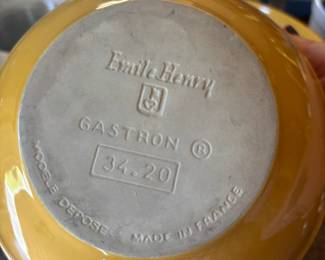 Emile Henry
GASTRON ®
34.20
MODELE DEPOSE MADE IN FRANCE